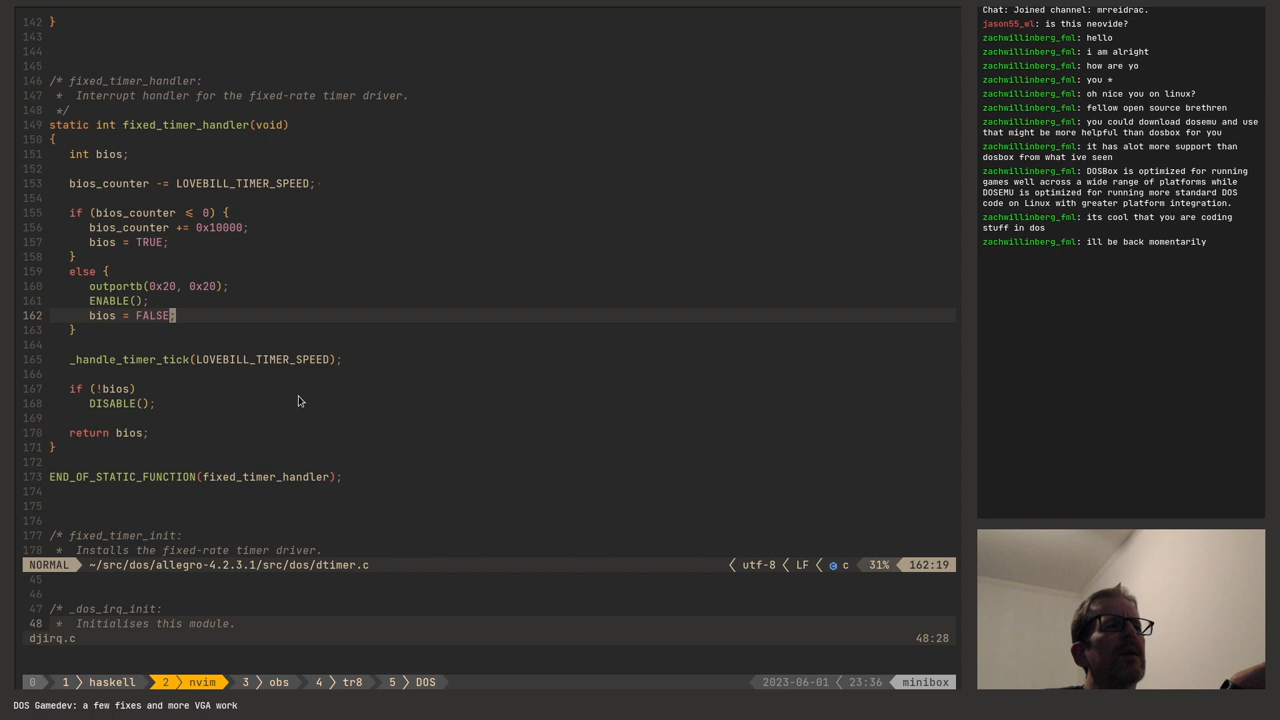 142 }
143
144
145
146 /* fixed_timer_handler:
147  *  Interrupt handler for the fixed-rate timer driver.
148  */
149 static int fixed_timer_handler(void)
150 {
151    int bios;
152
153    bios_counter -= LOVEBILL_TIMER_SPEED;
154
155    if (bios_counter ≤ 0) {
156       bios_counter += 0x10000;
157       bios = TRUE;
158    }
159    else {
160       outportb(0x20, 0x20);
161       ENABLE();
162       bios = FALSE;
163    }
164
165    _handle_timer_tick(LOVEBILL_TIMER_SPEED);
166
167    if (!bios)
168       DISABLE();
169
170    return bios;
171 }
172
173 END_OF_STATIC_FUNCTION(fixed_timer_handler);
174
175
176
177 /* fixed_timer_init:
178  *  Installs the fixed-rate timer driver.
NORMAL ~/src/dos/allegro-4.2.3.1/src/dos/dtimer.c utf-8 LF c 31% 162:19
45
46
47 /* _dos_irq_init:
48  *  Initialises this module.
djirq.c 48:28
0 1 haskell 2 nvim 3 obs 4 tr8 5 DOS 2023-06-01 23:36 minibox
DOS Gamedev: a few fixes and more VGA work
Chat: Joined channel: mrreidrac.
jason55_wl: is this neovide?
zachwillinberg_fml: hello
zachwillinberg_fml: i am alright
zachwillinberg_fml: how are yo
zachwillinberg_fml: you *
zachwillinberg_fml: oh nice you on linux?
zachwillinberg_fml: fellow open source brethren
zachwillinberg_fml: you could download dosemu and use
that might be more helpful than dosbox for you
zachwillinberg_fml: it has alot more support than
dosbox from what ive seen
zachwillinberg_fml: DOSBox is optimized for running
games well across a wide range of platforms while
DOSEMU is optimized for running more standard DOS
code on Linux with greater platform integration.
zachwillinberg_fml: its cool that you are coding
stuff in dos
zachwillinberg_fml: ill be back momentarily